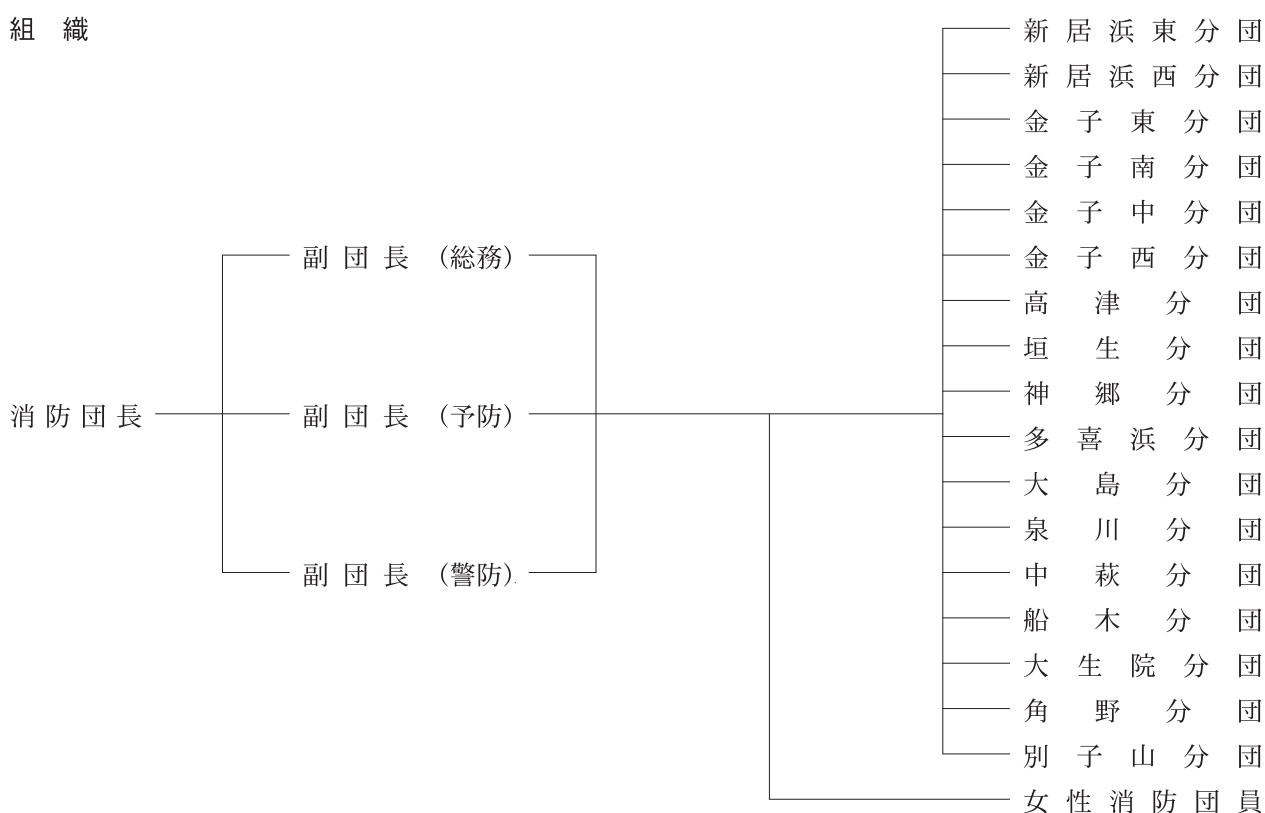 組織
消防団長
副団長(総務)
副団長(予防)
副団長(警防)
新居浜東分団
新居浜西分団
金子東分団
金子南分団
金子中分団
金子西分団
高津分団
垣生分団
神郷分団
多喜浜分団
大島分団
泉川分団
中萩分団
船木分団
大生院分団
角野分団
別子山分団
女性消防団員